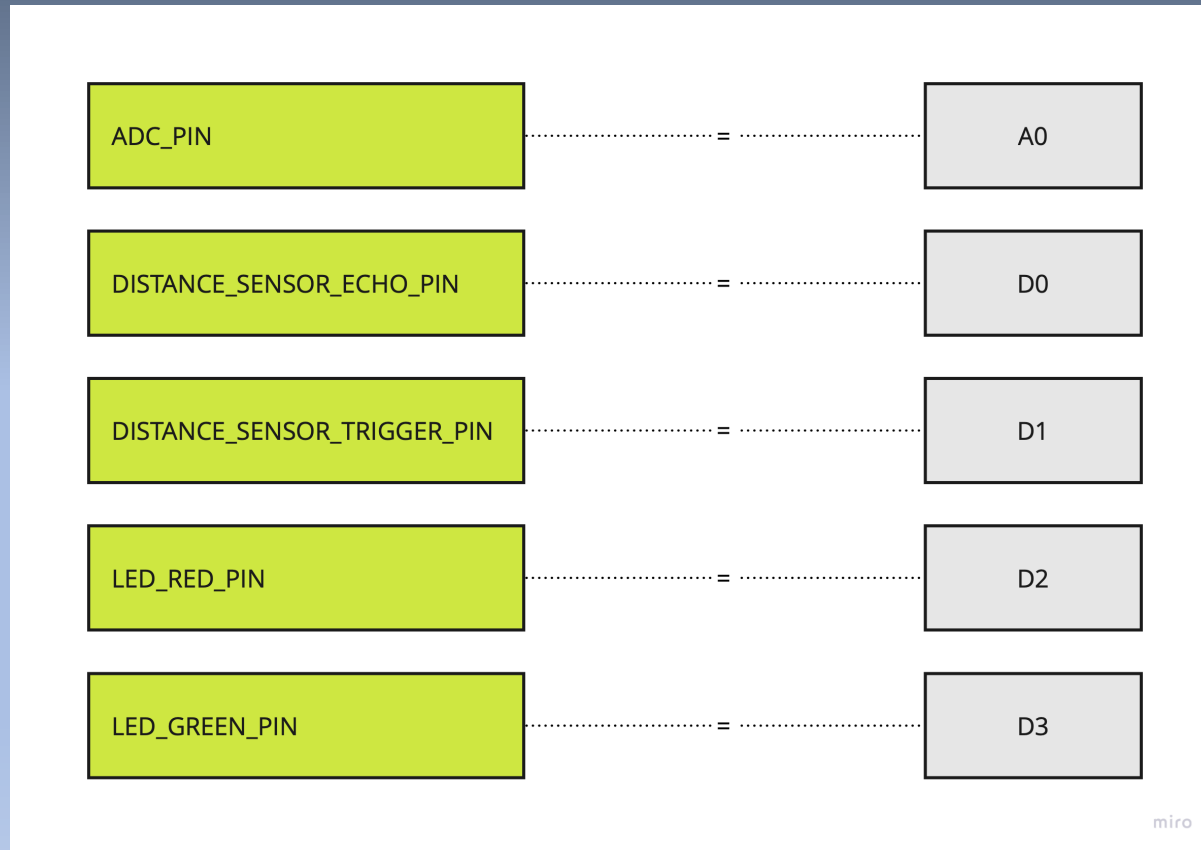 ADC_PIN = A0
DISTANCE_SENSOR_ECHO_PIN = D0
DISTANCE_SENSOR_TRIGGER_PIN = D1
LED_RED_PIN = D2
LED_GREEN_PIN = D3
miro